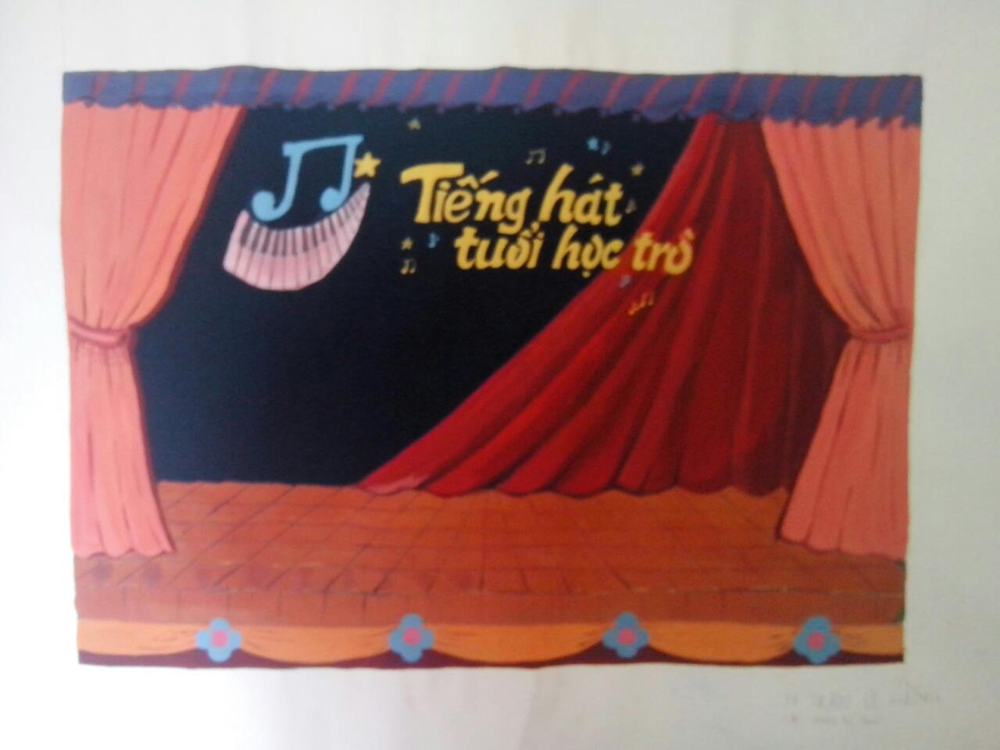 Tiếng hát
tuổi học trò